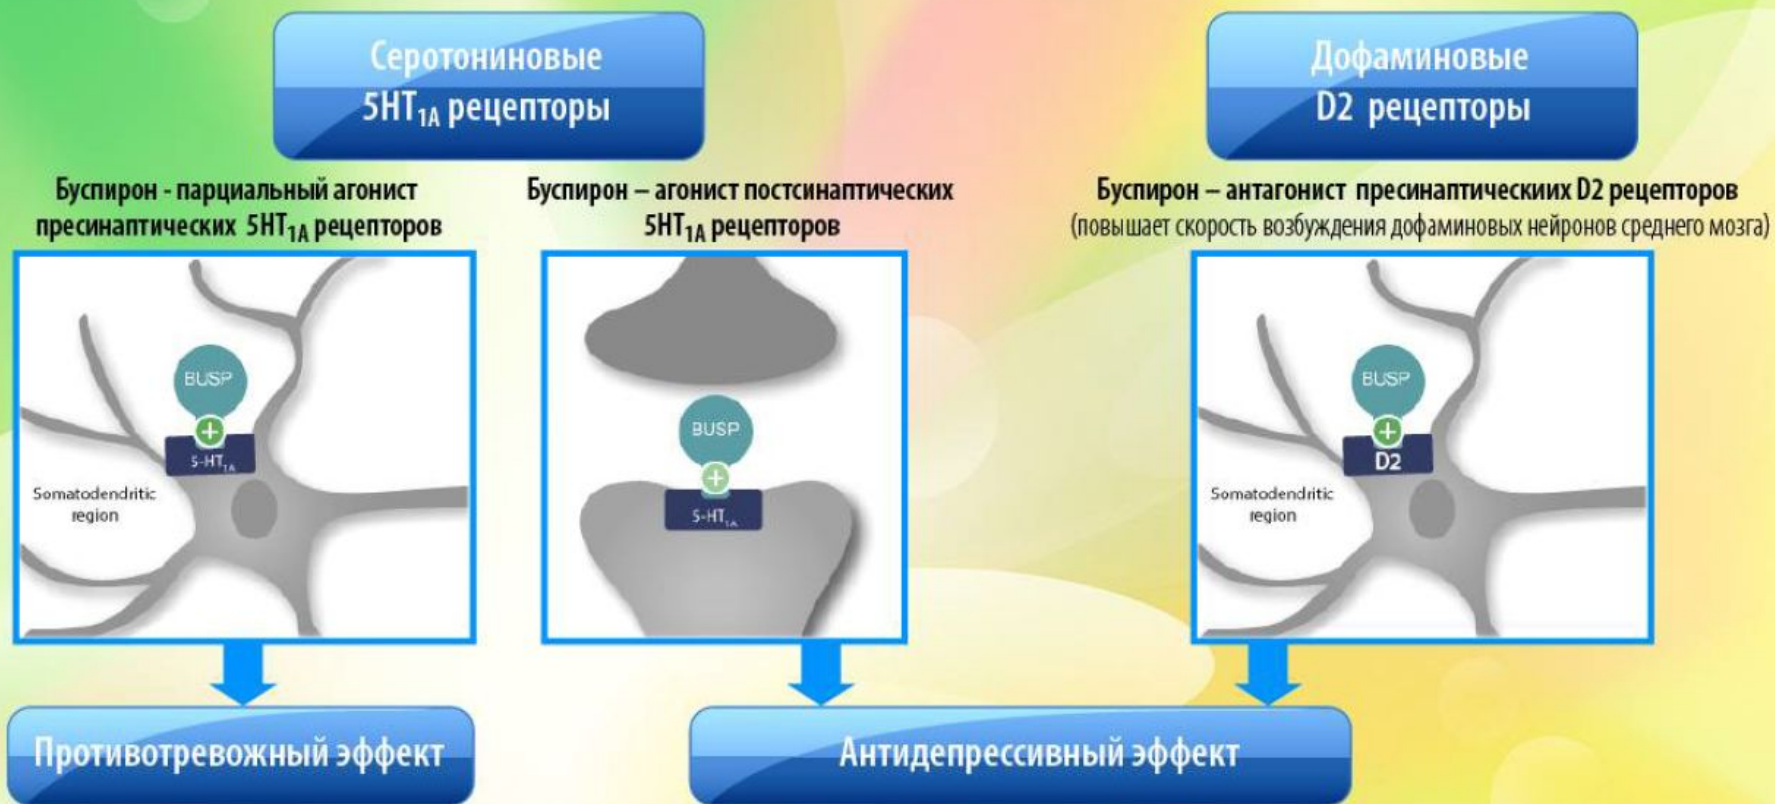 Серотониновые
5HT1A рецепторы
Дофаминовые
D2 рецепторы
Буспирон - парциальный агонист
пресинаптических 5HT1A рецепторов
Буспирон – агонист постсинаптических
5HT1A рецепторов
Буспирон – антагонист пресинаптическиих D2 рецепторов
(повышает скорость возбуждения дофаминовых нейронов среднего мозга)
BUSP
+
5-HT1A
Somatodendritic
region
BUSP
+
5-HT1A
BUSP
+
D2
Somatodendritic
region
Противотревожный эффект
Антидепрессивный эффект